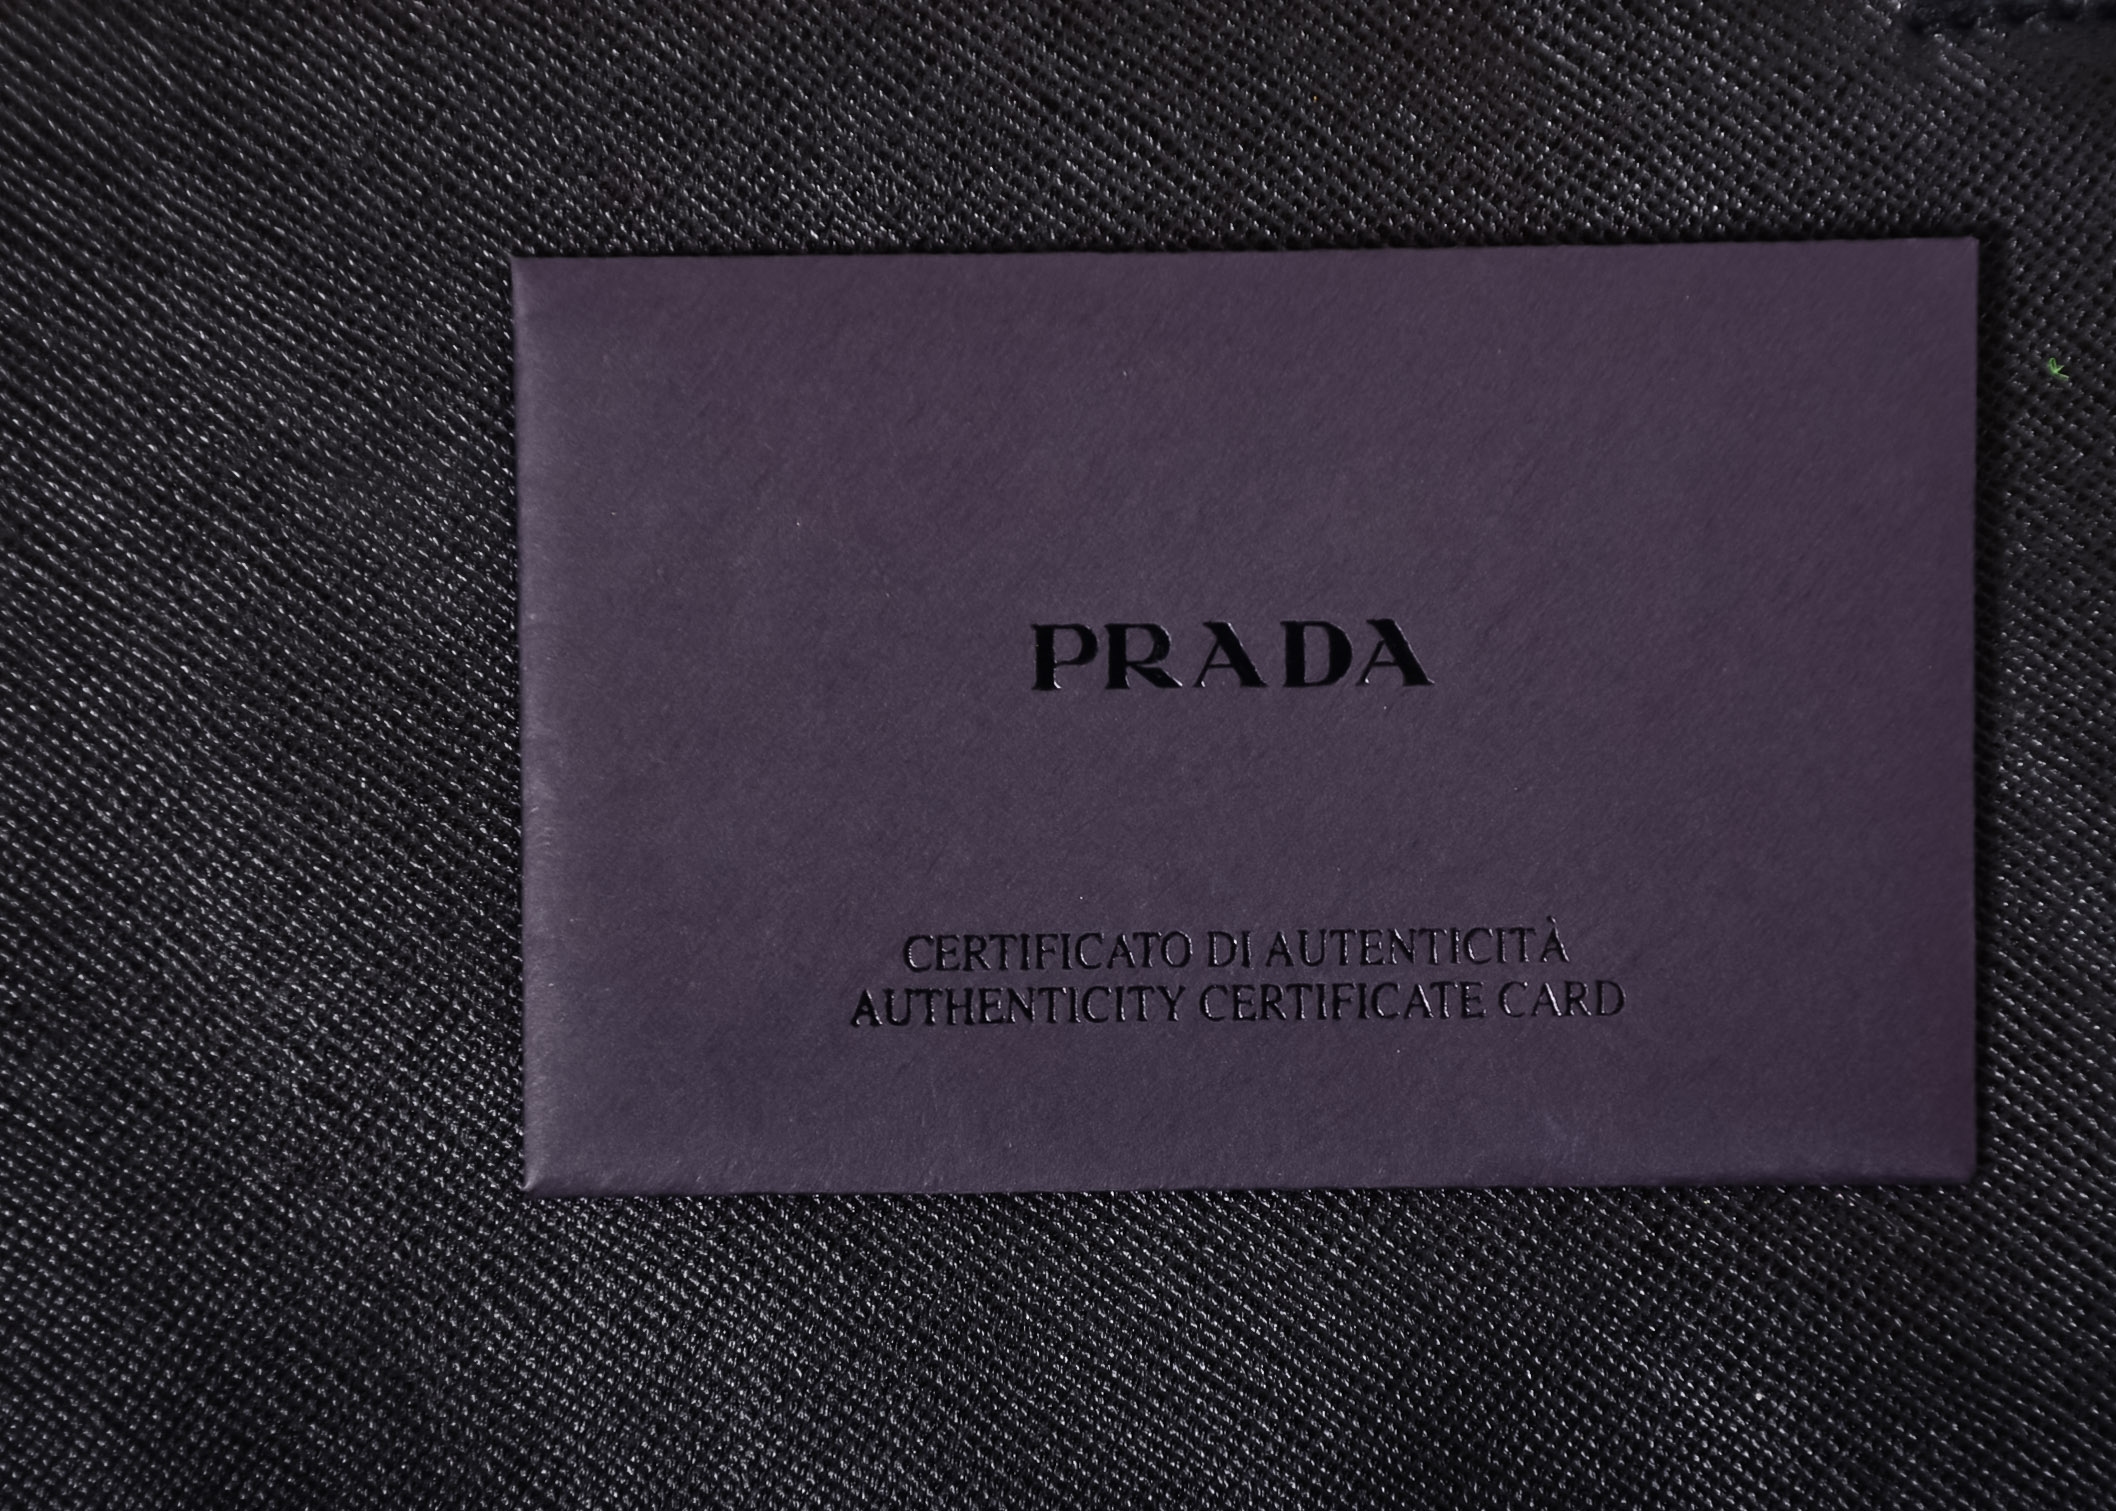 PRADA
CERTIFICATO DI AUTENTICITÀ
AUTHENTICITY CERTIFICATE CARD